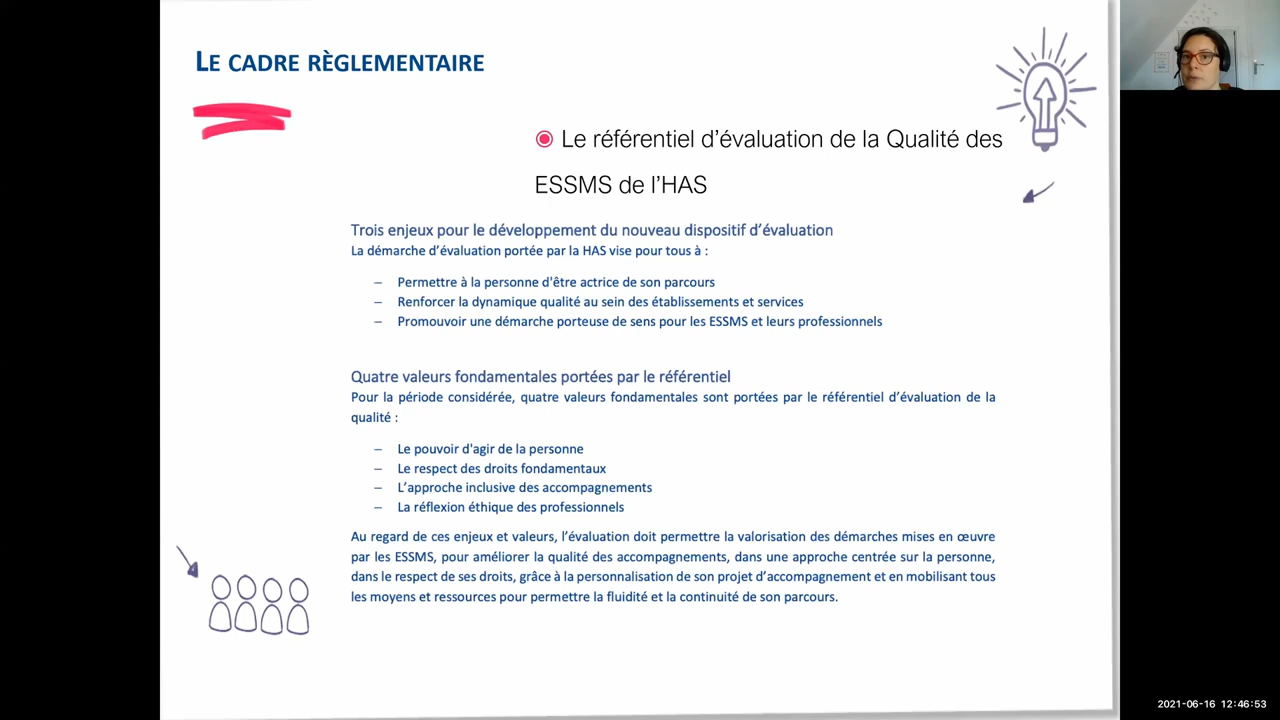 LE CADRE RÈGLEMENTAIRE
Le référentiel d’évaluation de la Qualité des
ESSMS de l’HAS
Trois enjeux pour le développement du nouveau dispositif d’évaluation
La démarche d’évaluation portée par la HAS vise pour tous à :
– Permettre à la personne d'être actrice de son parcours
– Renforcer la dynamique qualité au sein des établissements et services
– Promouvoir une démarche porteuse de sens pour les ESSMS et leurs professionnels
Quatre valeurs fondamentales portées par le référentiel
Pour la période considérée, quatre valeurs fondamentales sont portées par le référentiel d’évaluation de la
qualité :
– Le pouvoir d'agir de la personne
– Le respect des droits fondamentaux
– L’approche inclusive des accompagnements
– La réflexion éthique des professionnels
Au regard de ces enjeux et valeurs, l’évaluation doit permettre la valorisation des démarches mises en œuvre
par les ESSMS, pour améliorer la qualité des accompagnements, dans une approche centrée sur la personne,
dans le respect de ses droits, grâce à la personnalisation de son projet d’accompagnement et en mobilisant tous
les moyens et ressources pour permettre la fluidité et la continuité de son parcours.
2021-06-16 12:46:53